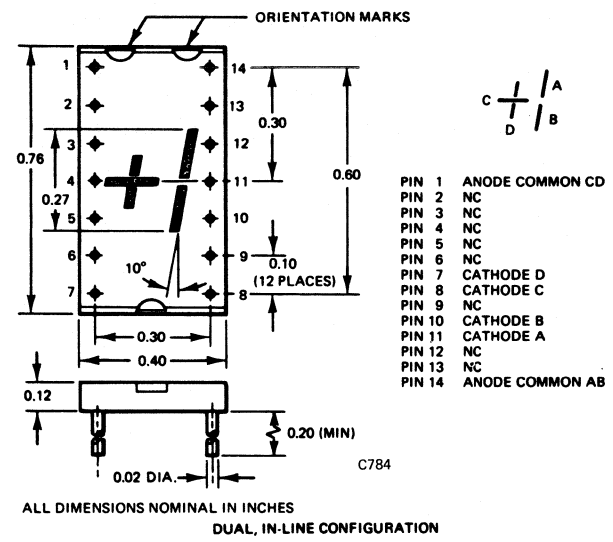 ORIENTATION MARKS
1 14
2 13
3 12
4 11
5 10
6 9
7 8
0.76
0.27
0.30
0.60
10°
0.10
(12 PLACES)
0.30
0.40
C
A
D
B
PIN 1 ANODE COMMON CD
PIN 2 NC
PIN 3 NC
PIN 4 NC
PIN 5 NC
PIN 6 NC
PIN 7 CATHODE D
PIN 8 CATHODE C
PIN 9 NC
PIN 10 CATHODE B
PIN 11 CATHODE A
PIN 12 NC
PIN 13 NC
PIN 14 ANODE COMMON AB
0.12
0.20 (MIN)
0.02 DIA.
C784
ALL DIMENSIONS NOMINAL IN INCHES
DUAL, IN-LINE CONFIGURATION